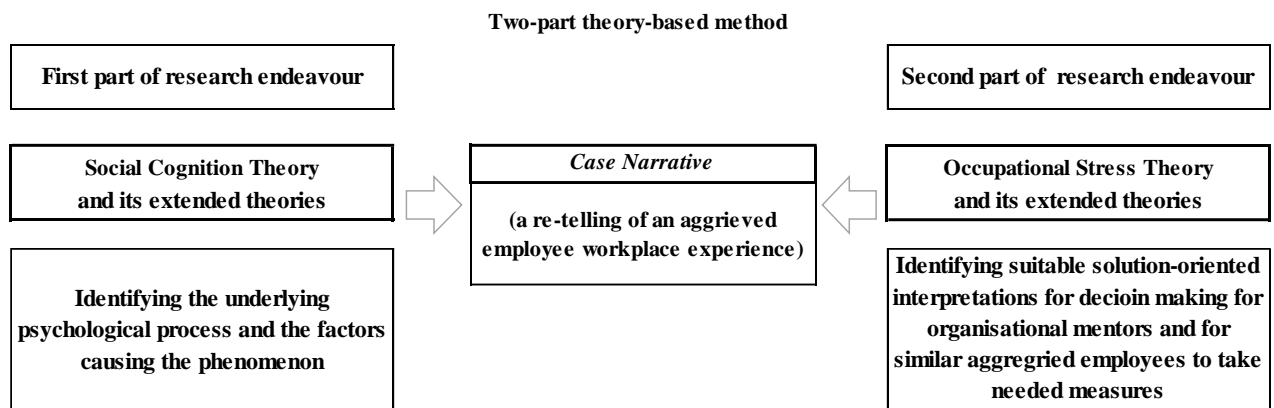 Two-part theory-based method
First part of research endeavour
Second part of research endeavour
Social Cognition Theory
and its extended theories
Case Narrative
(a re-telling of an aggrieved
employee workplace experience)
Occupational Stress Theory
and its extended theories
Identifying the underlying
psychological process and the factors
causing the phenomenon
Identifying suitable solution-oriented
interpretations for decioin making for
organisational mentors and for
similar aggregried employees to take
needed measures